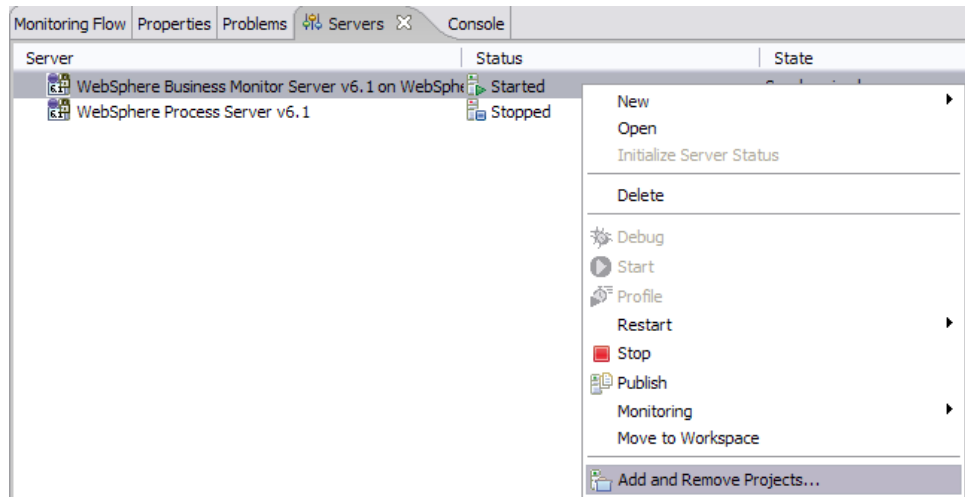 Monitoring Flow Properties Problems Servers Console
Server Status State
WebSphere Business Monitor Server v6.1 on WebSphe Started
WebSphere Process Server v6.1 Stopped
New
Open
Initialize Server Status
Delete
Debug
Start
Profile
Restart
Stop
Publish
Monitoring
Move to Workspace
Add and Remove Projects...